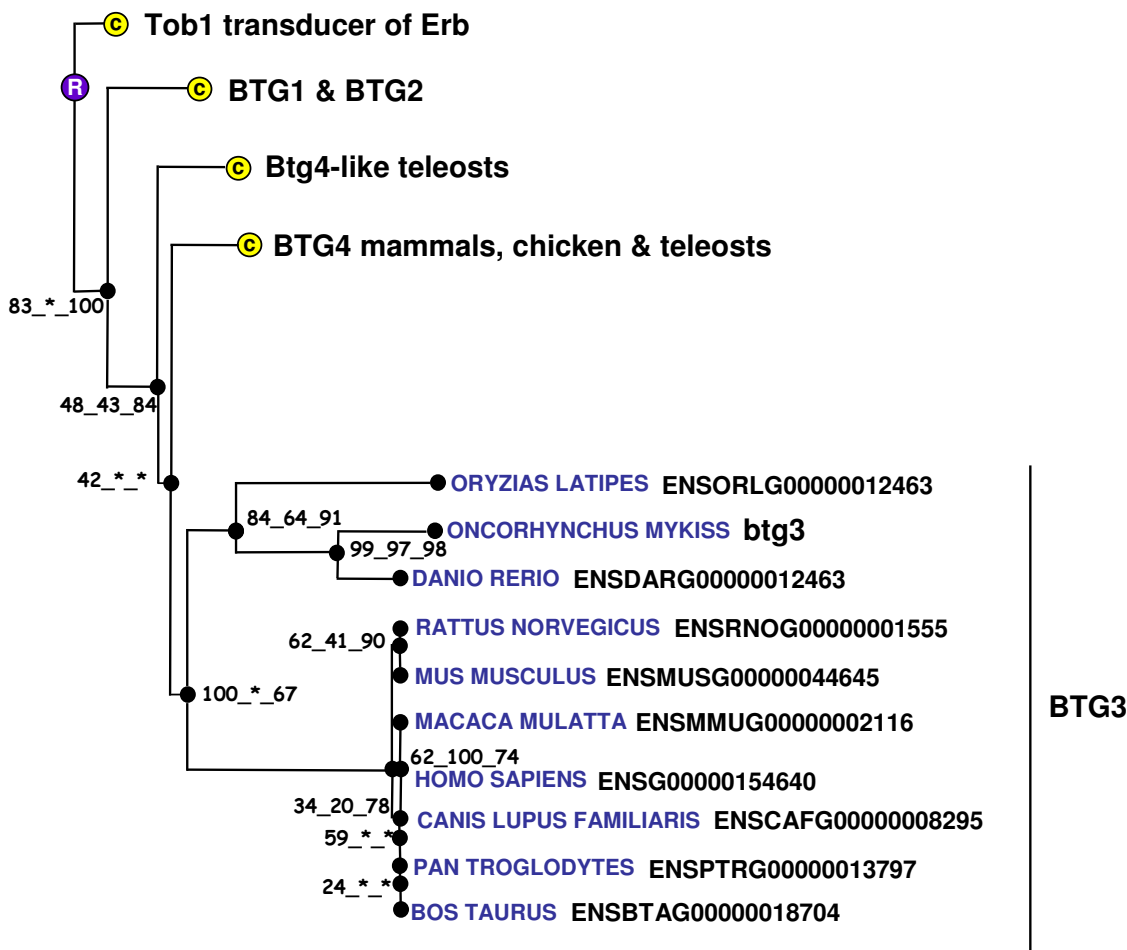 C Tob1 transducer of Erb
R
C BTG1 & BTG2
C Btg4-like teleosts
C BTG4 mammals, chicken & teleosts
83_*_100
48_43_84
42_*_*
ORYZIAS LATIPES ENSORLG00000012463
84_64_91
ONCORHYNCHUS MYKISS btg3
99_97_98
DANIO RERIO ENSDARG00000012463
RATTUS NORVEGICUS ENSRNOG00000001555
62_41_90
MUS MUSCULUS ENSMUSG00000044645
100_*_67
BTG3
MACACA MULATTA ENSMMUG00000002116
62_100_74
HOMO SAPIENS ENSG00000154640
34_20_78
CANIS LUPUS FAMILIARIS ENSCAFG00000008295
59_*_*
PAN TROGLODYTES ENSPTRG00000013797
24_*_*
BOS TAURUS ENSBTAG00000018704